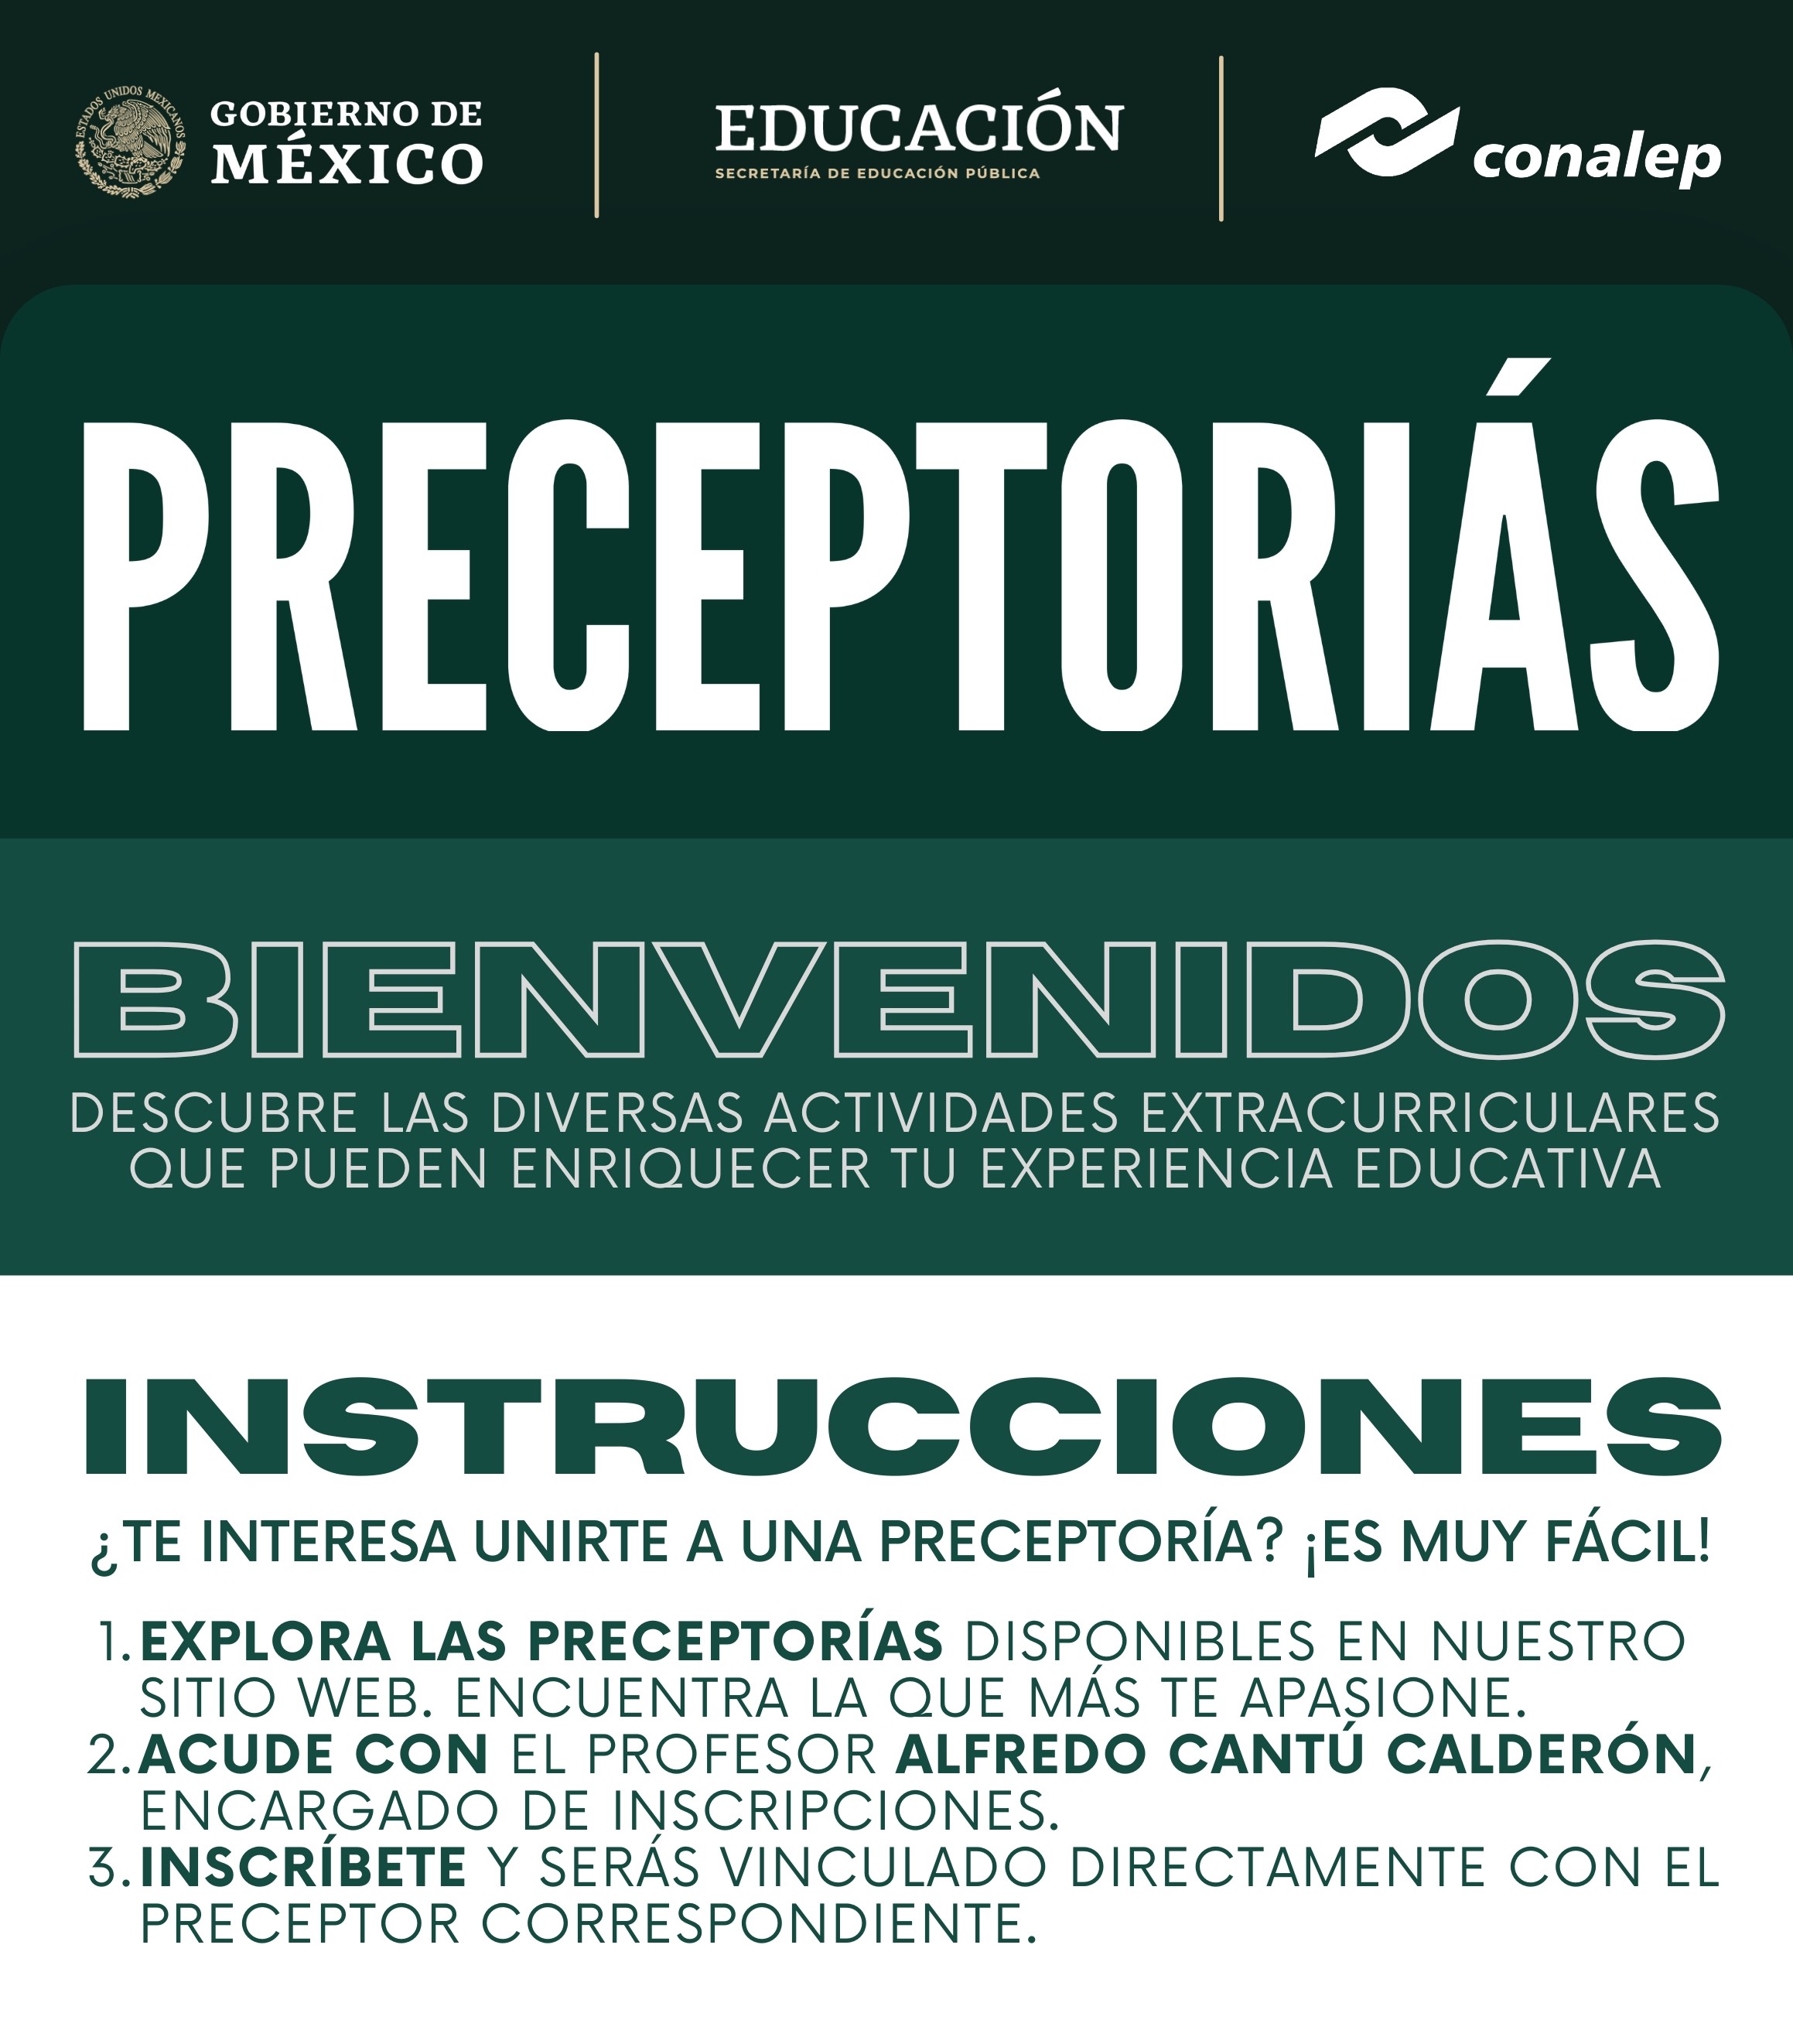 ESTADOS UNIDOS MEXICANOS
GOBIERNO DE
MÉXICO
EDUCACIÓN
SECRETARÍA DE EDUCACIÓN PÚBLICA
conalep
PRECEPTORIÁS
BIENVENIDOS
DESCUBRE LAS DIVERSAS ACTIVIDADES EXTRACURRICULARES
QUE PUEDEN ENRIQUECER TU EXPERIENCIA EDUCATIVA
INSTRUCCIONES
¿TE INTERESA UNIRTE A UNA PRECEPTORÍA? ¡ES MUY FÁCIL!
1. EXPLORA LAS PRECEPTORÍAS DISPONIBLES EN NUESTRO
SITIO WEB. ENCUENTRA LA QUE MÁS TE APASIONE.
2. ACUDE CON EL PROFESOR ALFREDO CANTÚ CALDERÓN,
ENCARGADO DE INSCRIPCIONES.
3. INSCRÍBETE Y SERÁS VINCULADO DIRECTAMENTE CON EL
PRECEPTOR CORRESPONDIENTE.